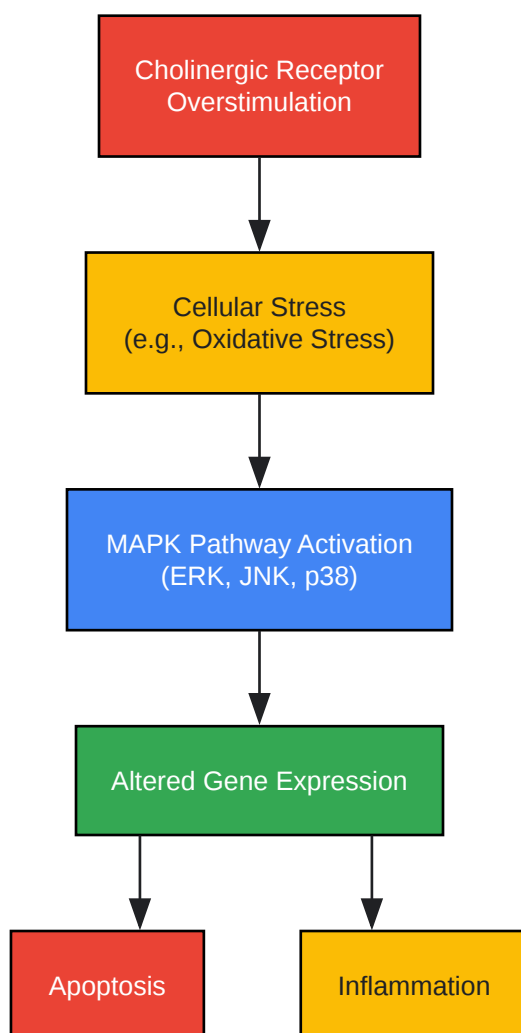 Cholinergic Receptor
Overstimulation
Cellular Stress
(e.g., Oxidative Stress)
MAPK Pathway Activation
(ERK, JNK, p38)
Altered Gene Expression
Apoptosis
Inflammation